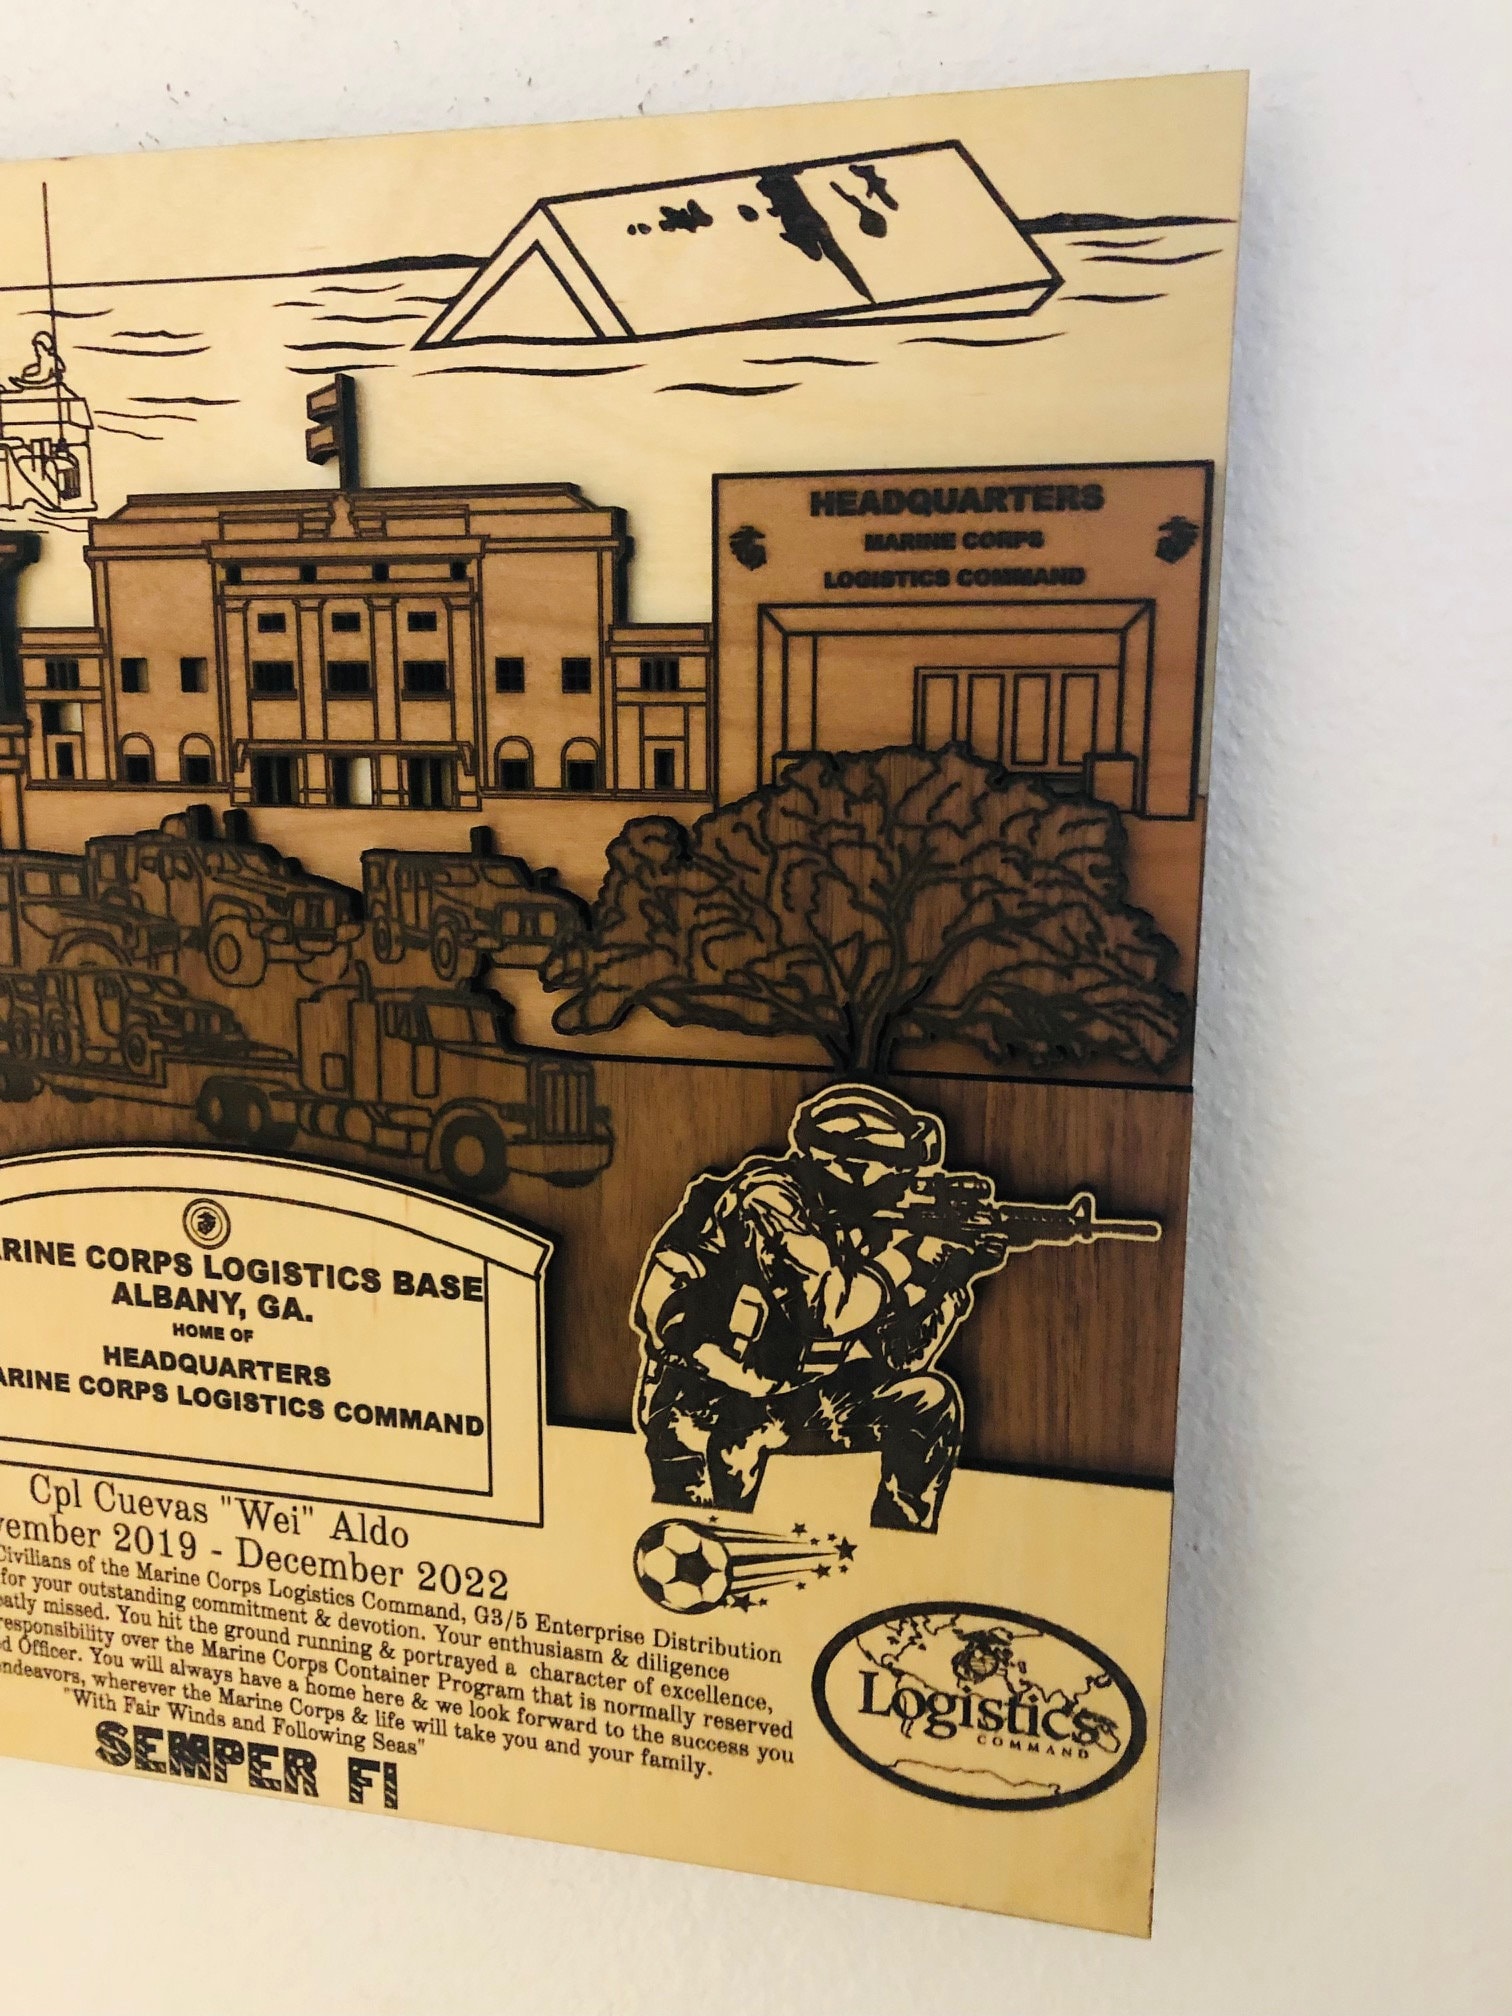 HEADQUARTERS
MARINE CORPS
LOGISTICS COMMAND
RINE CORPS LOGISTICS BASE
ALBANY, GA.
HOME OF
HEADQUARTERS
ARINE CORPS LOGISTICS COMMAND
Cpl Cuevas "Wei" Aldo
vember 2019 - December 2022
Civilians of the Marine Corps Logistics Command, G3/5 Enterprise Distribution
for your outstanding commitment & devotion. Your enthusiasm & diligence
eatly missed. You hit the ground running & portrayed a character of excellence,
responsibility over the Marine Corps Container Program that is normally reserved
d Officer. You will always have a home here & we look forward to the success you
ndeavors, wherever the Marine Corps & life will take you and your family.
"With Fair Winds and Following Seas"
SEMPER FI
Logistics
COMMAND